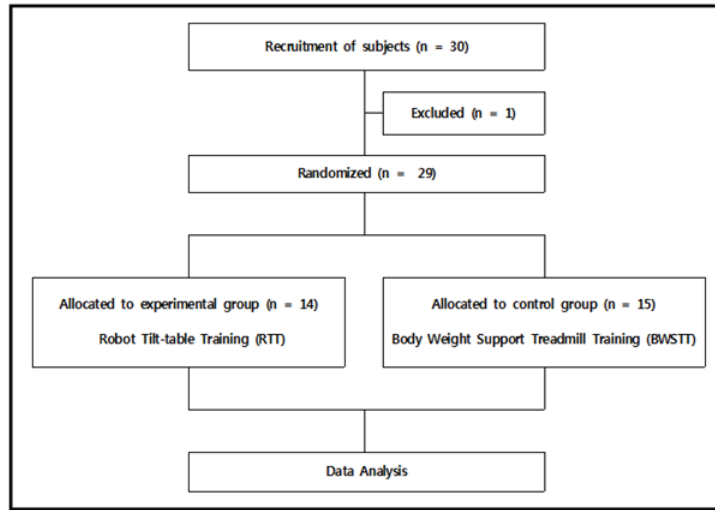 Recruitment of subjects (n = 30)
Excluded (n = 1)
Randomized (n = 29)
Allocated to experimental group (n = 14)
Robot Tilt-table Training (RTT)
Allocated to control group (n = 15)
Body Weight Support Treadmill Training (BWSTT)
Data Analysis